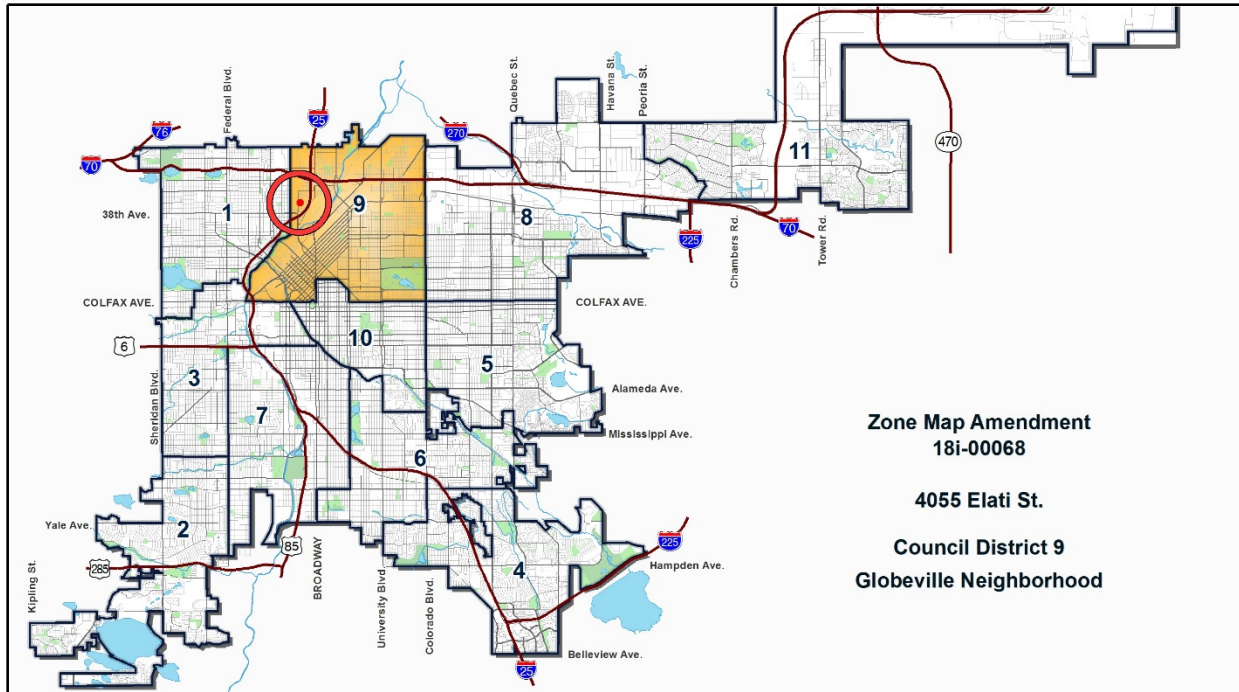 Federal Blvd.
Quebec St.
Havana St.
Peoria St.
76
25
270
470
70
11
38th Ave.
1
9
8
225
Chambers Rd.
70
Tower Rd.
COLFAX AVE.
COLFAX AVE.
10
6
5
3
Sheridan Blvd.
7
Alameda Ave.
Mississippi Ave.
6
Zone Map Amendment
18i-00068
4055 Elati St.
Council District 9
Globeville Neighborhood
Yale Ave.
2
85
BROADWAY
225
285
Hampden Ave.
4
Kipling St.
University Blvd.
Colorado Blvd.
Belleview Ave.
25